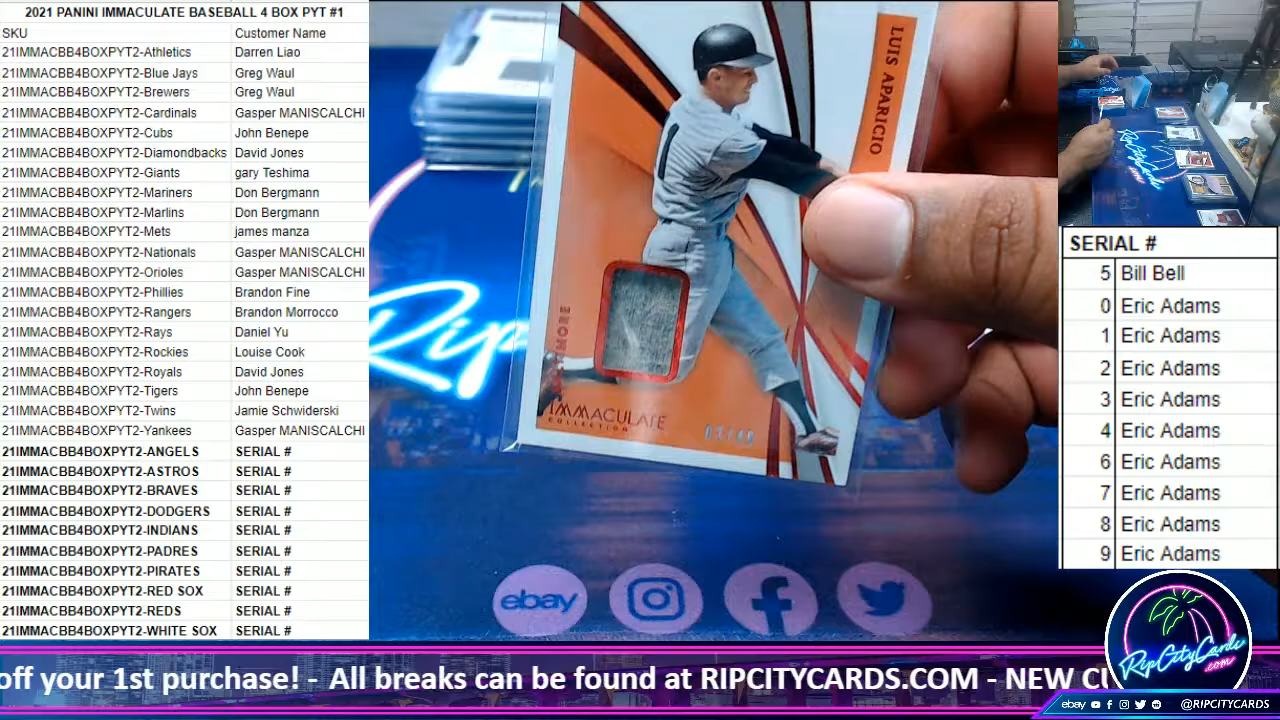 2021 PANINI IMMACULATE BASEBALL 4 BOX PYT #1
SKU Customer Name
21IMMACBB4BOXPYT2-Athletics Darren Liao
21IMMACBB4BOXPYT2-Blue Jays Greg Waul
21IMMACBB4BOXPYT2-Brewers Greg Waul
21IMMACBB4BOXPYT2-Cardinals Gasper MANISCALCHI
21IMMACBB4BOXPYT2-Cubs John Benepe
21IMMACBB4BOXPYT2-Diamondbacks David Jones
21IMMACBB4BOXPYT2-Giants gary Teshima
21IMMACBB4BOXPYT2-Mariners Don Bergmann
21IMMACBB4BOXPYT2-Marlins Don Bergmann
21IMMACBB4BOXPYT2-Mets james manza
21IMMACBB4BOXPYT2-Nationals Gasper MANISCALCHI
21IMMACBB4BOXPYT2-Orioles Gasper MANISCALCHI
21IMMACBB4BOXPYT2-Phillies Brandon Fine
21IMMACBB4BOXPYT2-Rangers Brandon Morrocco
21IMMACBB4BOXPYT2-Rays Daniel Yu
21IMMACBB4BOXPYT2-Rockies Louise Cook
21IMMACBB4BOXPYT2-Royals David Jones
21IMMACBB4BOXPYT2-Tigers John Benepe
21IMMACBB4BOXPYT2-Twins Jamie Schwiderski
21IMMACBB4BOXPYT2-Yankees Gasper MANISCALCHI
21IMMACBB4BOXPYT2-ANGELS SERIAL #
21IMMACBB4BOXPYT2-ASTROS SERIAL #
21IMMACBB4BOXPYT2-BRAVES SERIAL #
21IMMACBB4BOXPYT2-DODGERS SERIAL #
21IMMACBB4BOXPYT2-INDIANS SERIAL #
21IMMACBB4BOXPYT2-PADRES SERIAL #
21IMMACBB4BOXPYT2-PIRATES SERIAL #
21IMMACBB4BOXPYT2-RED SOX SERIAL #
21IMMACBB4BOXPYT2-REDS SERIAL #
21IMMACBB4BOXPYT2-WHITE SOX SERIAL #
LUIS APARICIO
1
IMMACULATE
COLLECTION
Rip
ebay
RipCityCards
SERIAL #
5 Bill Bell
0 Eric Adams
1 Eric Adams
2 Eric Adams
3 Eric Adams
4 Eric Adams
6 Eric Adams
7 Eric Adams
8 Eric Adams
9 Eric Adams
RipCityCards
.com
off your 1st purchase! - All breaks can be found at RIPCITYCARDS.COM - NEW
ebay @RIPCITYCARDS